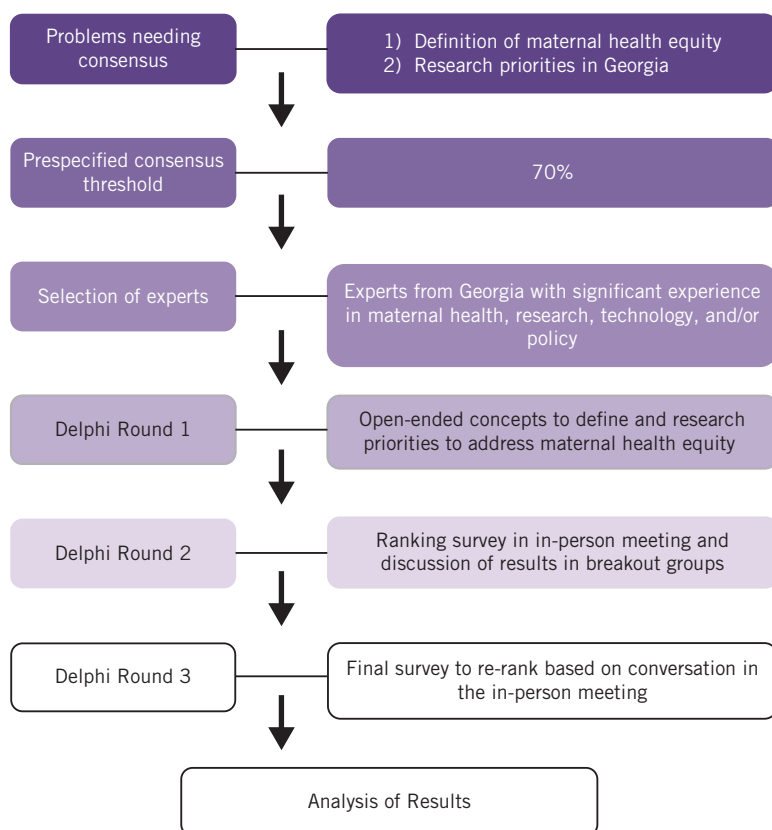 Problems needing
consensus
1) Definition of maternal health equity
2) Research priorities in Georgia
Prespecified consensus
threshold
70%
Selection of experts
Experts from Georgia with significant experience
in maternal health, research, technology, and/or
policy
Delphi Round 1
Open-ended concepts to define and research
priorities to address maternal health equity
Delphi Round 2
Ranking survey in in-person meeting and
discussion of results in breakout groups
Delphi Round 3
Final survey to re-rank based on conversation in
the in-person meeting
Analysis of Results